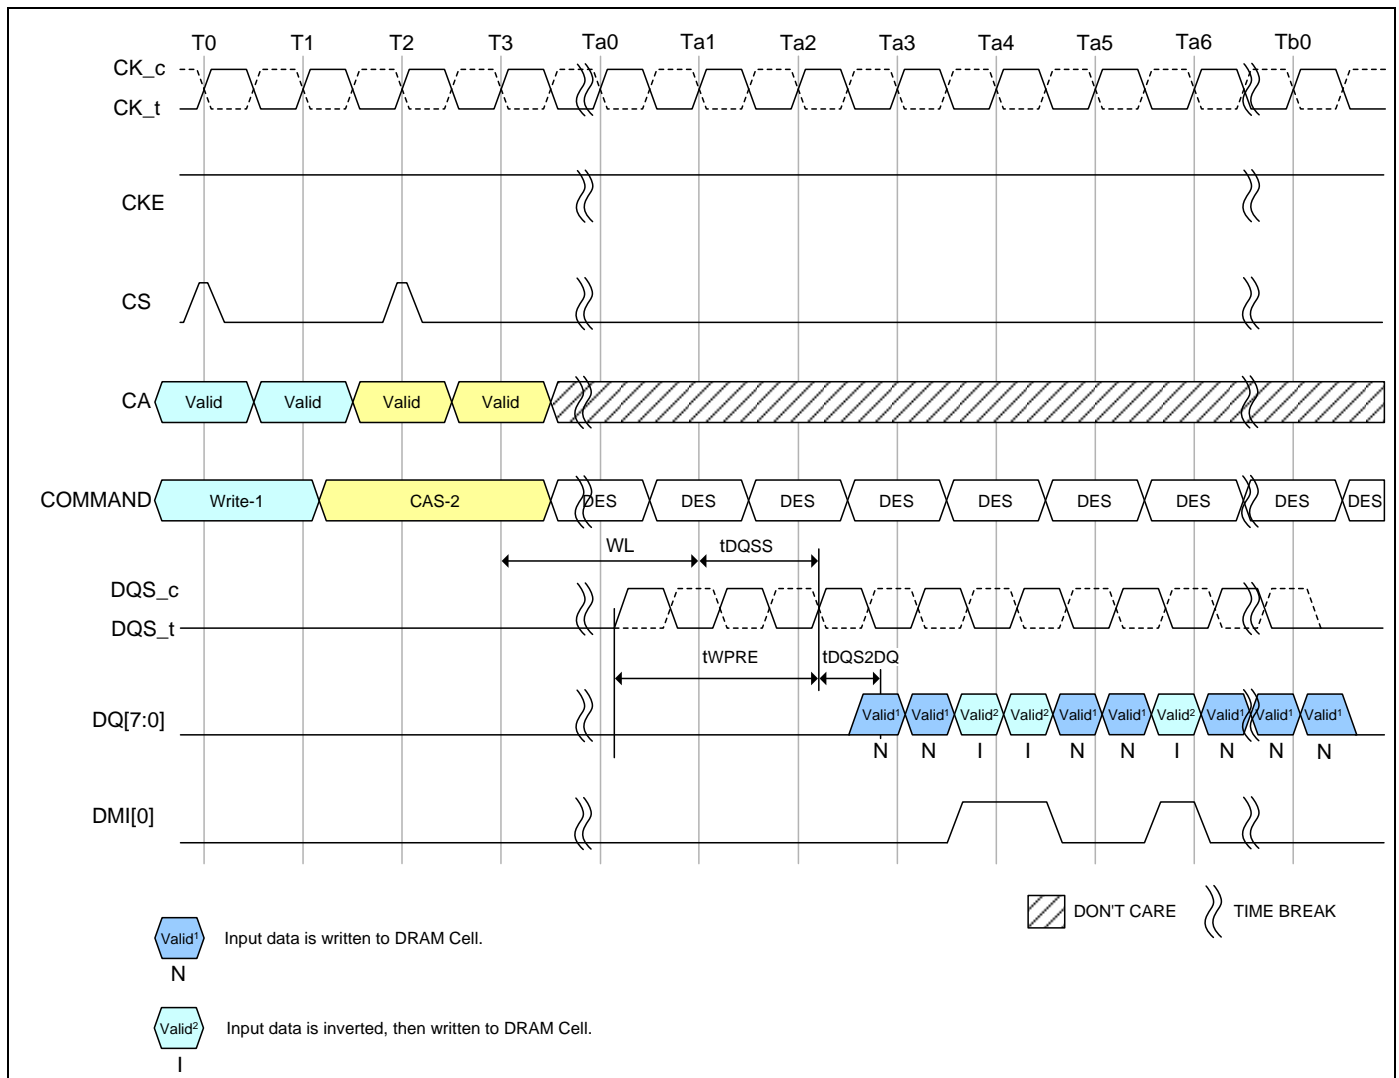 T0 T1 T2 T3 Ta0 Ta1 Ta2 Ta3 Ta4 Ta5 Ta6 Tb0
CK_c
CK_t
CKE
CS
CA Valid Valid Valid Valid
COMMAND Write-1 CAS-2 DES DES DES DES DES DES DES DES DES
WL tDQSS
DQS_c
DQS_t
tWPRE tDQS2DQ
DQ[7:0] Valid¹ Valid¹ Valid² Valid² Valid¹ Valid¹ Valid² Valid¹ Valid¹ Valid¹
N N I I N N I N N N
DMI[0]
DON'T CARE TIME BREAK
Valid¹ Input data is written to DRAM Cell.
N
Valid² Input data is inverted, then written to DRAM Cell.
I